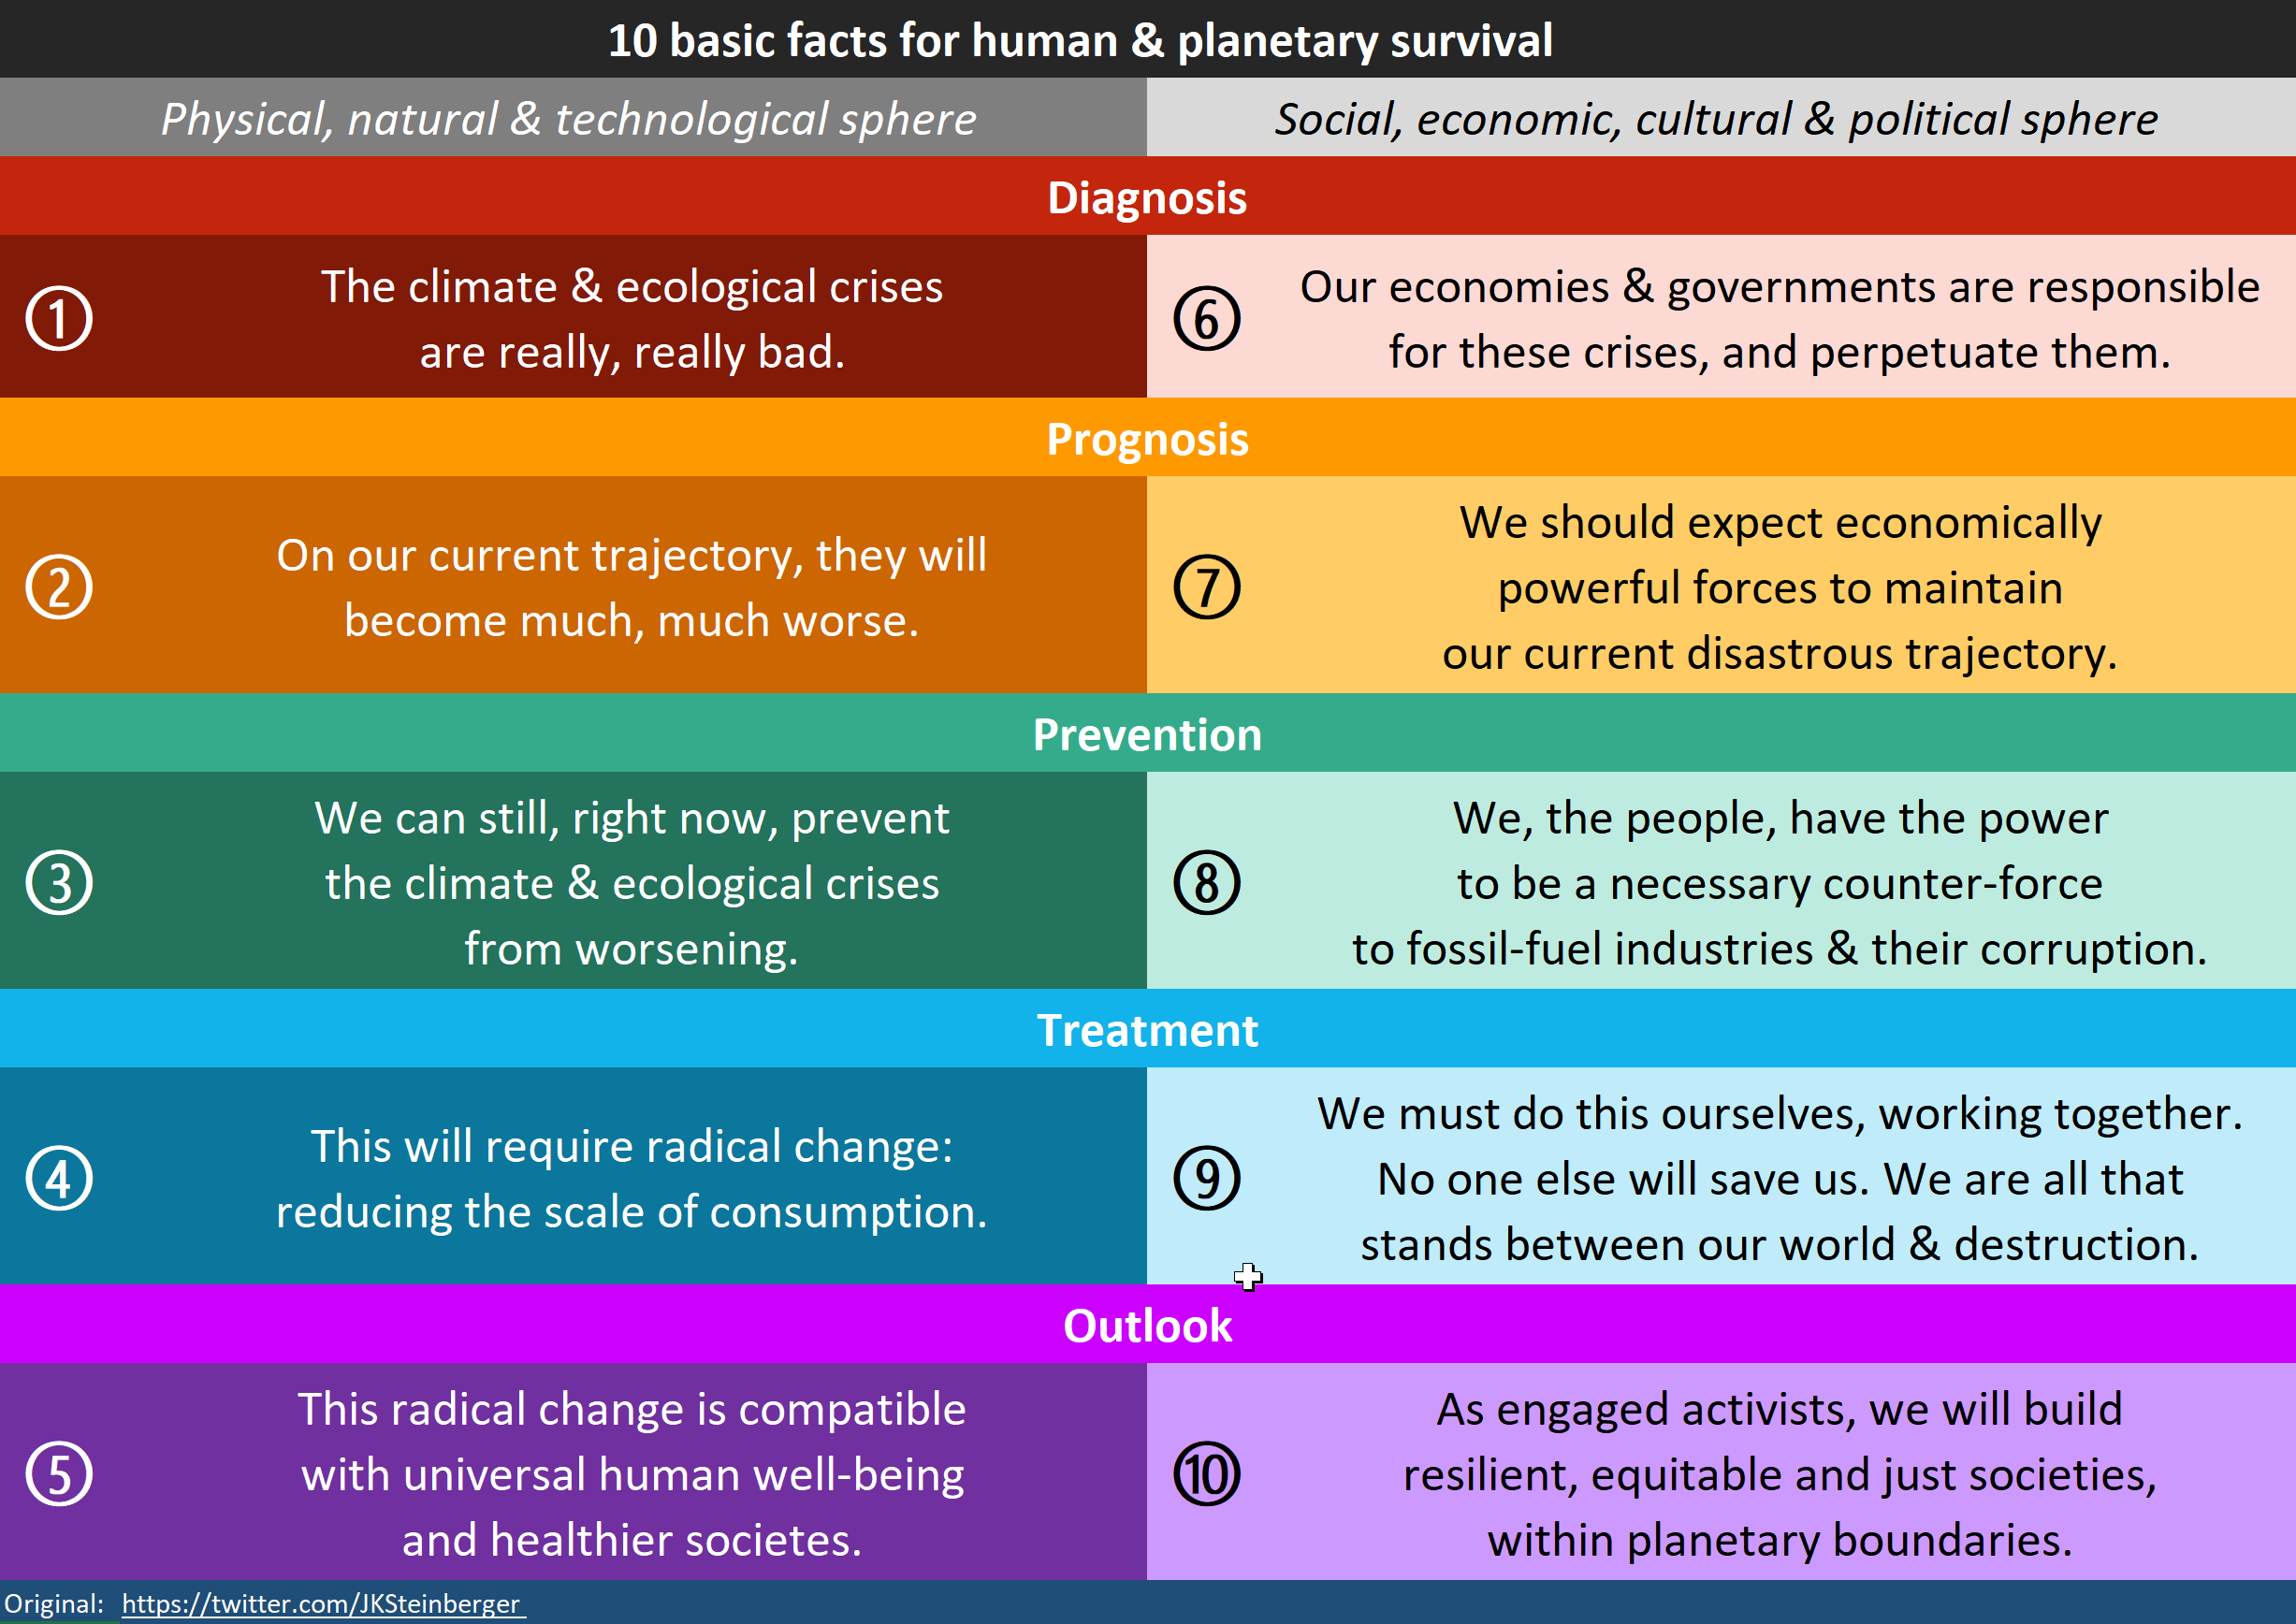 10 basic facts for human & planetary survival
Physical, natural & technological sphere
Social, economic, cultural & political sphere
Diagnosis
①
The climate & ecological crises
are really, really bad.
⑥
Our economies & governments are responsible
for these crises, and perpetuate them.
Prognosis
②
On our current trajectory, they will
become much, much worse.
⑦
We should expect economically
powerful forces to maintain
our current disastrous trajectory.
Prevention
③
We can still, right now, prevent
the climate & ecological crises
from worsening.
⑧
We, the people, have the power
to be a necessary counter-force
to fossil-fuel industries & their corruption.
Treatment
④
This will require radical change:
reducing the scale of consumption.
⑨
We must do this ourselves, working together.
No one else will save us. We are all that
stands between our world & destruction.
Outlook
⑤
This radical change is compatible
with universal human well-being
and healthier societes.
⑩
As engaged activists, we will build
resilient, equitable and just societies,
within planetary boundaries.
Original: https://twitter.com/JKSteinberger